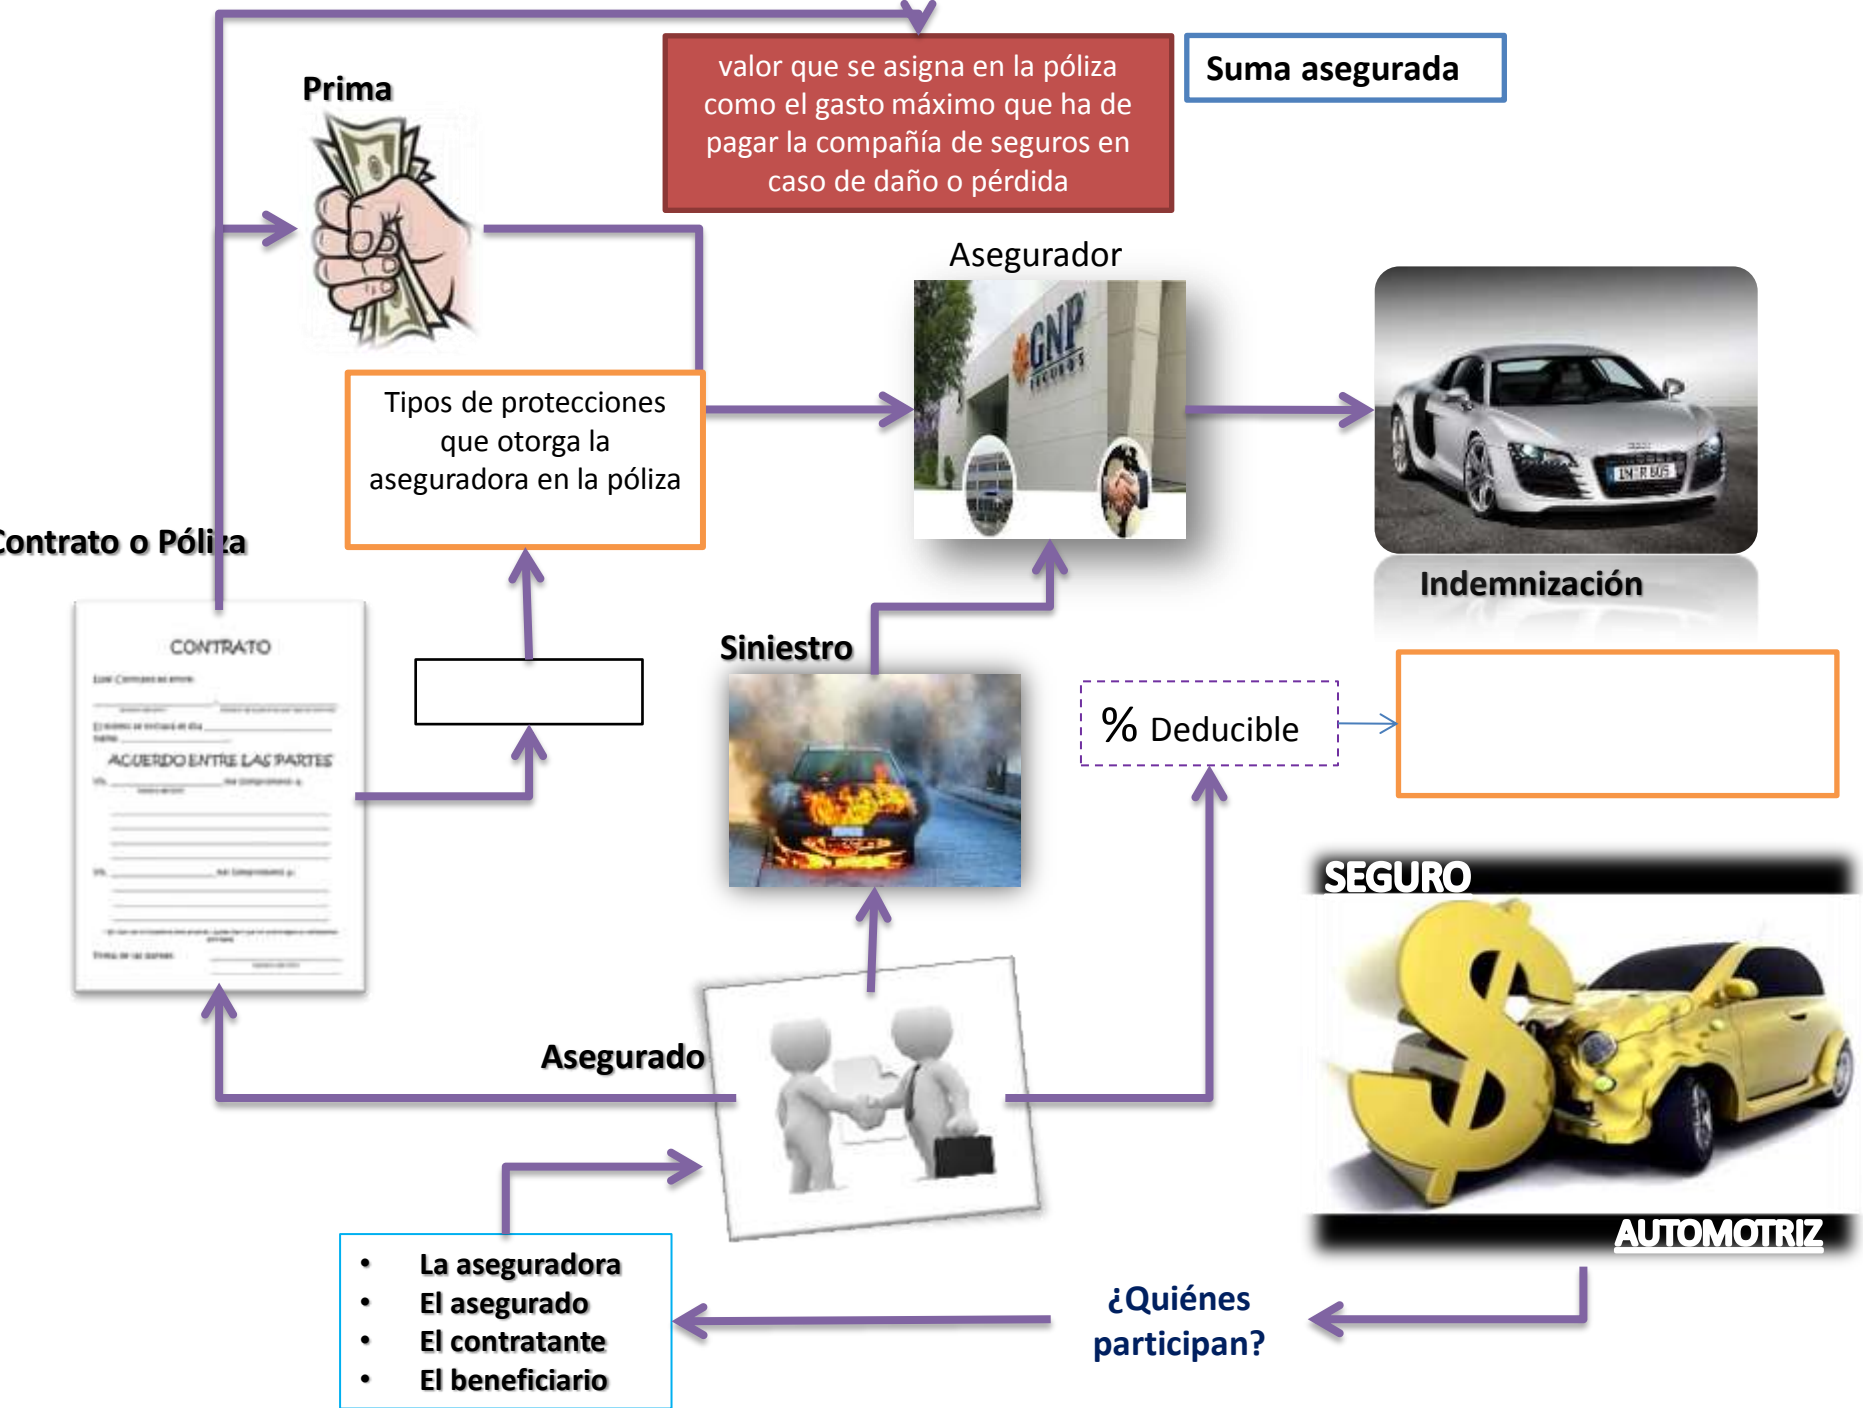 valor que se asigna en la póliza
como el gasto máximo que ha de
pagar la compañía de seguros en
caso de daño o pérdida
Suma asegurada
Prima
Asegurador
GNP
SEGUROS
Tipos de protecciones
que otorga la
aseguradora en la póliza
Contrato o Póliza
Indemnización
CONTRATO
ACUERDO ENTRE LAS PARTES
Siniestro
% Deducible
SEGURO
AUTOMOTRIZ
Asegurado
• La aseguradora
• El asegurado
• El contratante
• El beneficiario
¿Quiénes
participan?